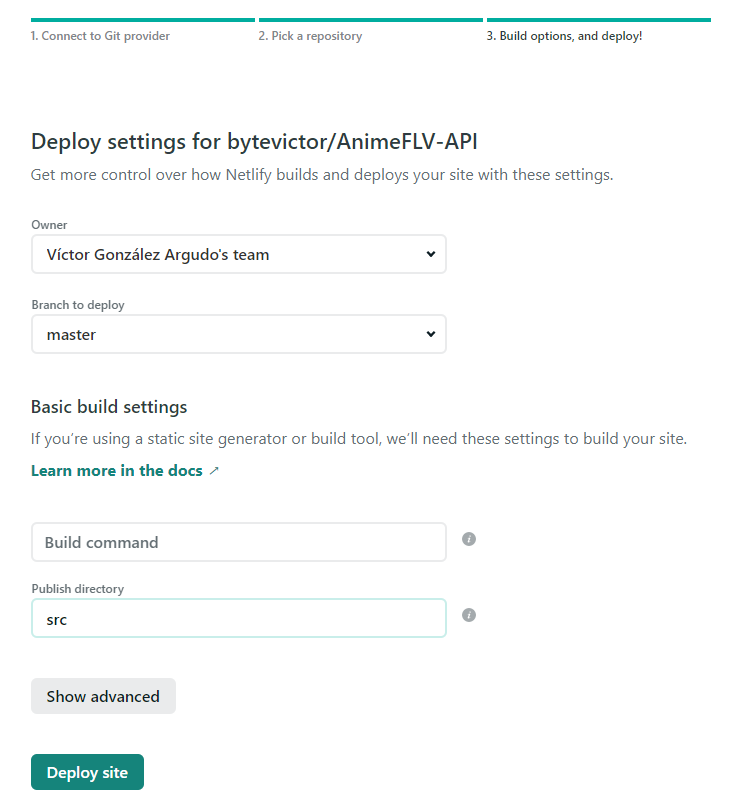 1. Connect to Git provider
2. Pick a repository
3. Build options, and deploy!
Deploy settings for bytevictor/AnimeFLV-API
Get more control over how Netlify builds and deploys your site with these settings.
Owner
Víctor González Argudo's team
Branch to deploy
master
Basic build settings
If you’re using a static site generator or build tool, we’ll need these settings to build your site.
Learn more in the docs ↗
Build command
i
Publish directory
src
i
Show advanced
Deploy site